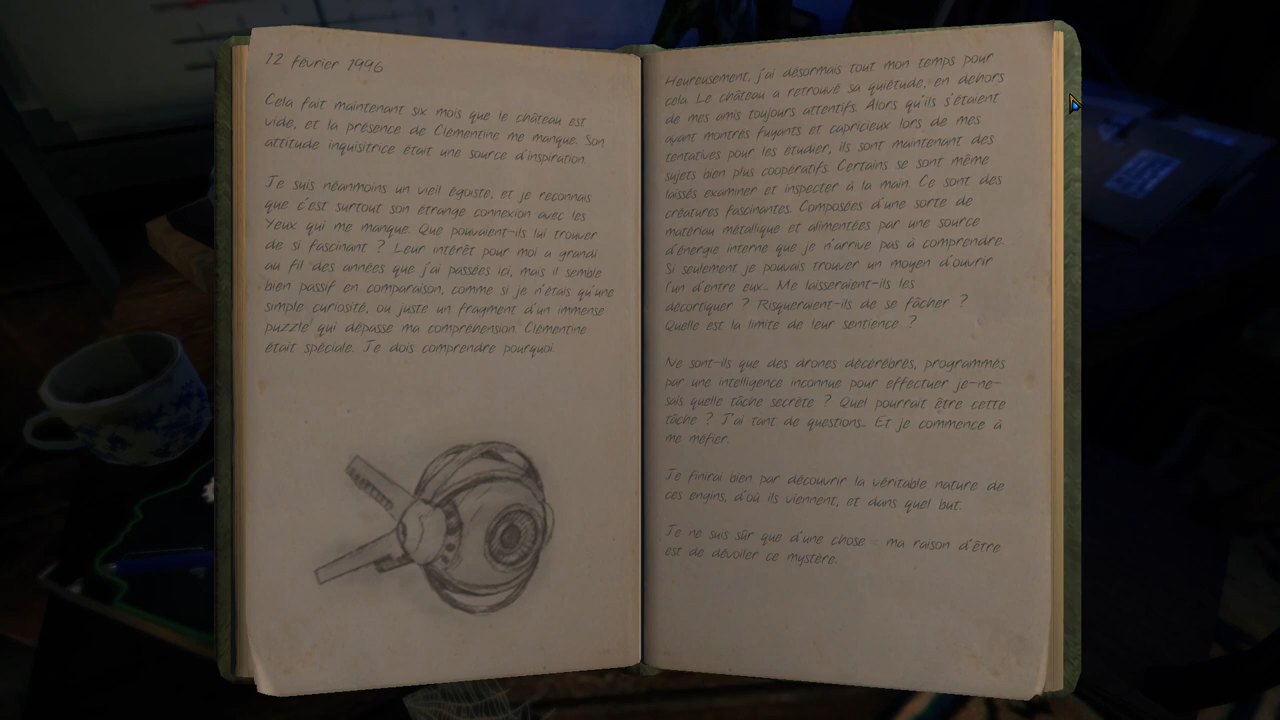 12 février 1996
Cela fait maintenant six mois que le château est
vide, et la présence de Clémentine me manque. Son
attitude inquisitrice était une source d'inspiration.
Je suis néanmoins un vieil égoïste, et je reconnais
que c'est surtout son étrange connexion avec les
Yeux qui me manque. Que pouvaient-ils lui trouver
de si fascinant ? Leur intérêt pour moi a grandi
au fil des années que j'ai passées ici, mais il semble
bien passif en comparaison, comme si je n'étais qu'une
simple curiosité, ou juste un fragment d'un immense
puzzle qui dépasse ma compréhension. Clémentine
était spéciale. Je dois comprendre pourquoi.
Heureusement, j'ai désormais tout mon temps pour
cela. Le château a retrouvé sa quiétude, en dehors
de mes amis toujours attentifs. Alors qu'ils s'étaient
avant montrés fuyants et capricieux lors de mes
tentatives pour les étudier, ils sont maintenant des
sujets bien plus coopératifs. Certains se sont même
laissés examiner et inspecter à la main. Ce sont des
créatures fascinantes. Composées d'une sorte de
matériau métallique et alimentées par une source
d'énergie interne que je n'arrive pas à comprendre.
Si seulement je pouvais trouver un moyen d'ouvrir
l'un d'entre eux... Me laisseraient-ils les
décortiquer ? Risqueraient-ils de se fâcher ?
Quelle est la limite de leur sentience ?
Ne sont-ils que des drones décérébrés, programmés
par une intelligence inconnue pour effectuer je-ne-
sais quelle tâche secrète ? Quel pourrait être cette
tâche ? J'ai tant de questions... Et je commence à
me méfier.
Je finirai bien par découvrir la véritable nature de
ces engins, d'où ils viennent, et dans quel but.
Je ne suis sûr que d'une chose : ma raison d'être
est de dévoiler ce mystère.